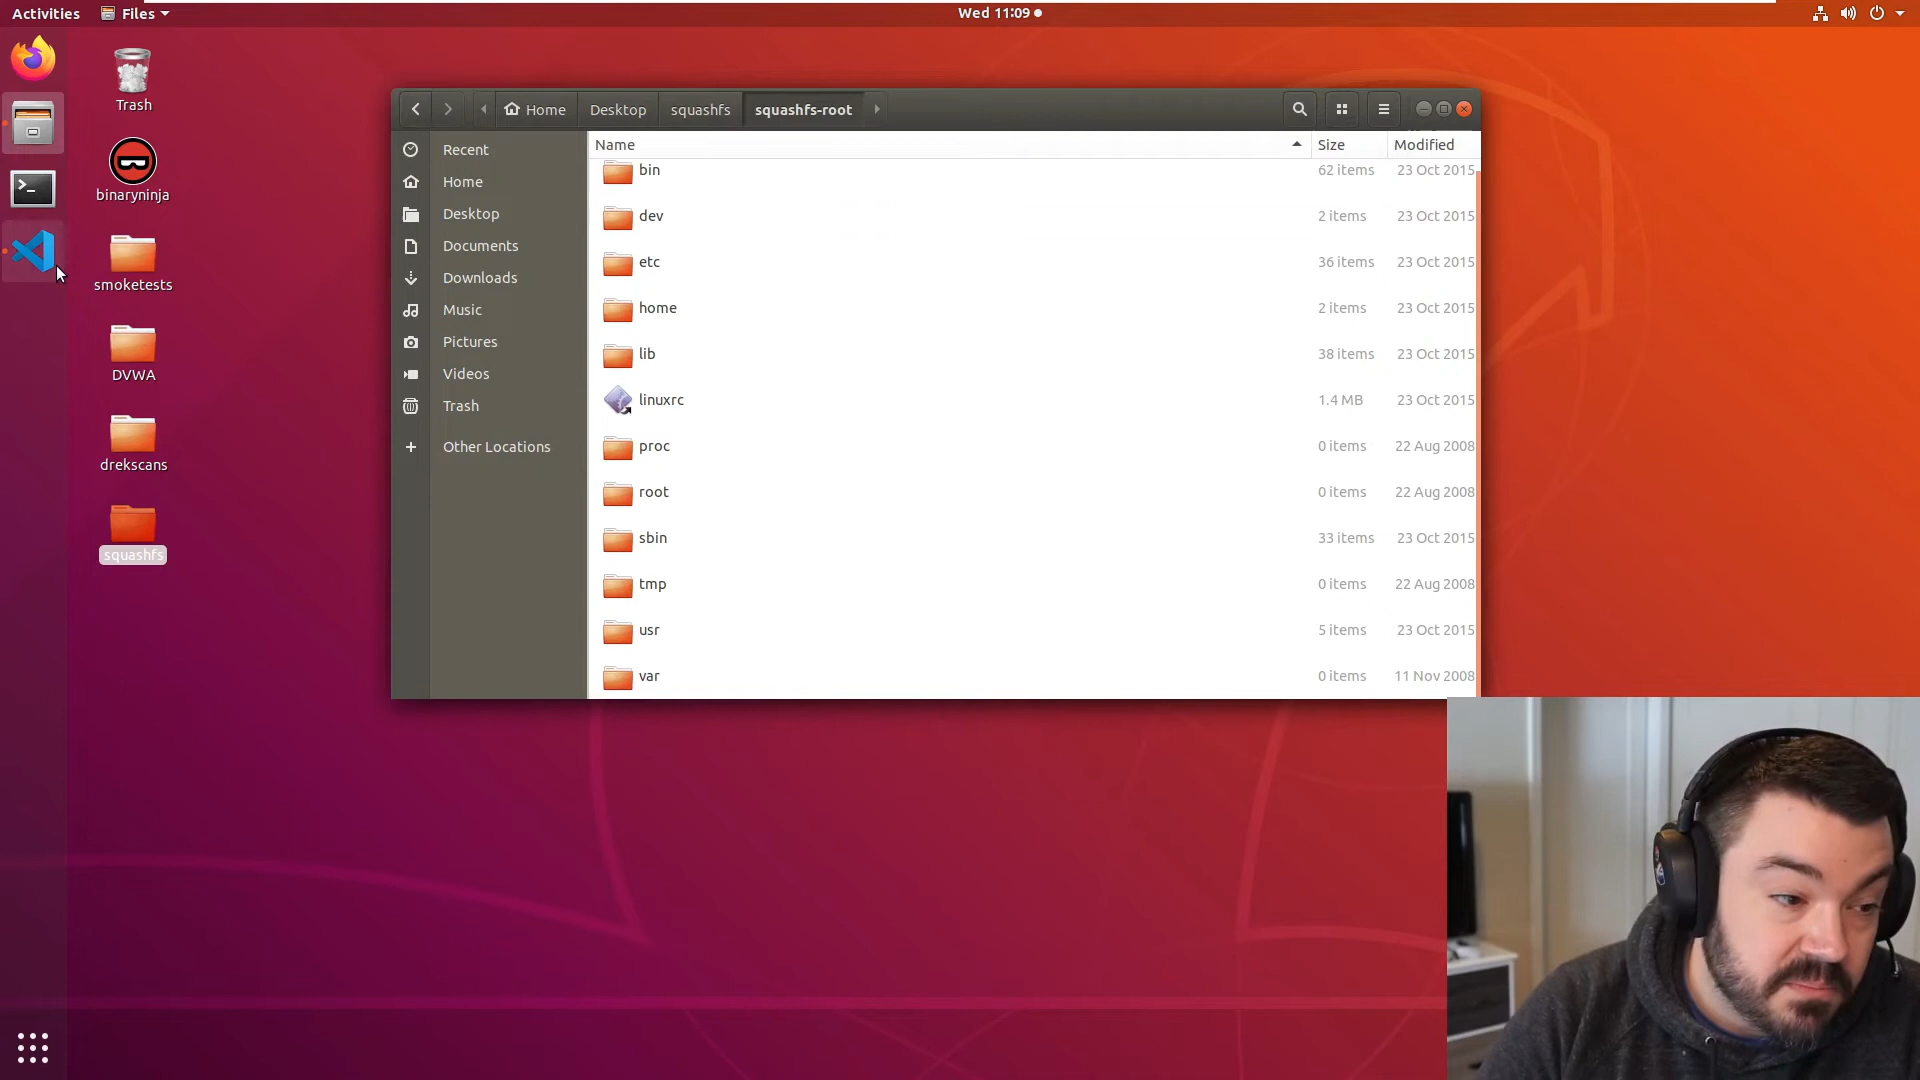 Activities
Files
Wed 11:09
Trash
binaryninja
smoketests
DVWA
drekscans
squashfs
Home
Desktop
squashfs
squashfs-root
Recent
Home
Desktop
Documents
Downloads
Music
Pictures
Videos
Trash
Other Locations
Name Size Modified
bin 62 items 23 Oct 2015
dev 2 items 23 Oct 2015
etc 36 items 23 Oct 2015
home 2 items 23 Oct 2015
lib 38 items 23 Oct 2015
linuxrc 1.4 MB 23 Oct 2015
proc 0 items 22 Aug 2008
root 0 items 22 Aug 2008
sbin 33 items 23 Oct 2015
tmp 0 items 22 Aug 2008
usr 5 items 23 Oct 2015
var 0 items 11 Nov 2008